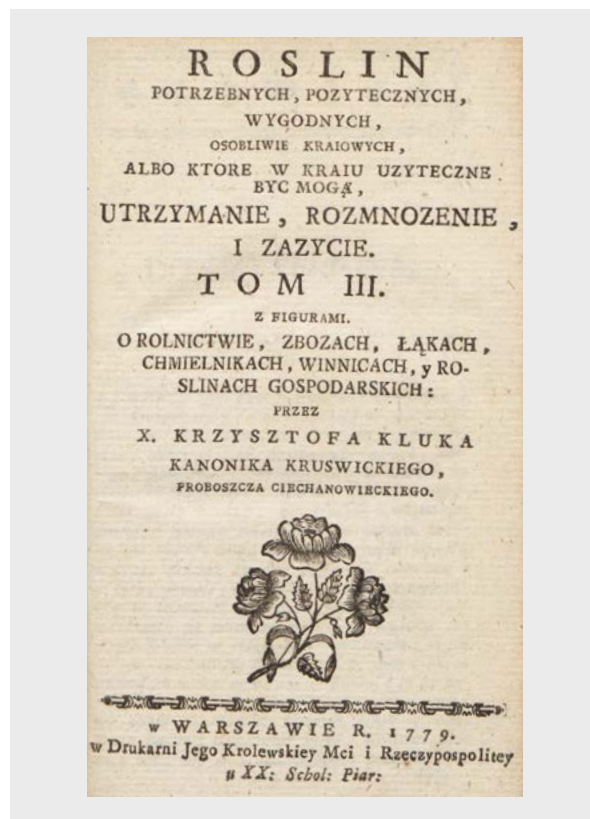 ROSLIN
POTRZEBNYCH, POZYTECZNYCH,
WYGODNYCH,
OSOBLIWIE KRAIOWYCH,
ALBO KTORE W KRAIU UZYTECZNE
BYC MOGĄ,
UTRZYMANIE, ROZMNOZENIE,
I ZAZYCIE.
TOM III.
Z FIGURAMI.
O ROLNICTWIE, ZBOZACH, ŁĄKACH,
CHMIELNIKACH, WINNICACH, y RO-
SLINACH GOSPODARSKICH:
PRZEZ
X. KRZYSZTOFA KLUKA
KANONIKA KRUSWICKIEGO,
PROBOSZCZA CIECHANOWIECKIEGO.
w WARSZAWIE R. 1779.
w Drukarni Jego Krolewskiey Mci i Rzeczypospolitey
u XX: Schol: Piar: